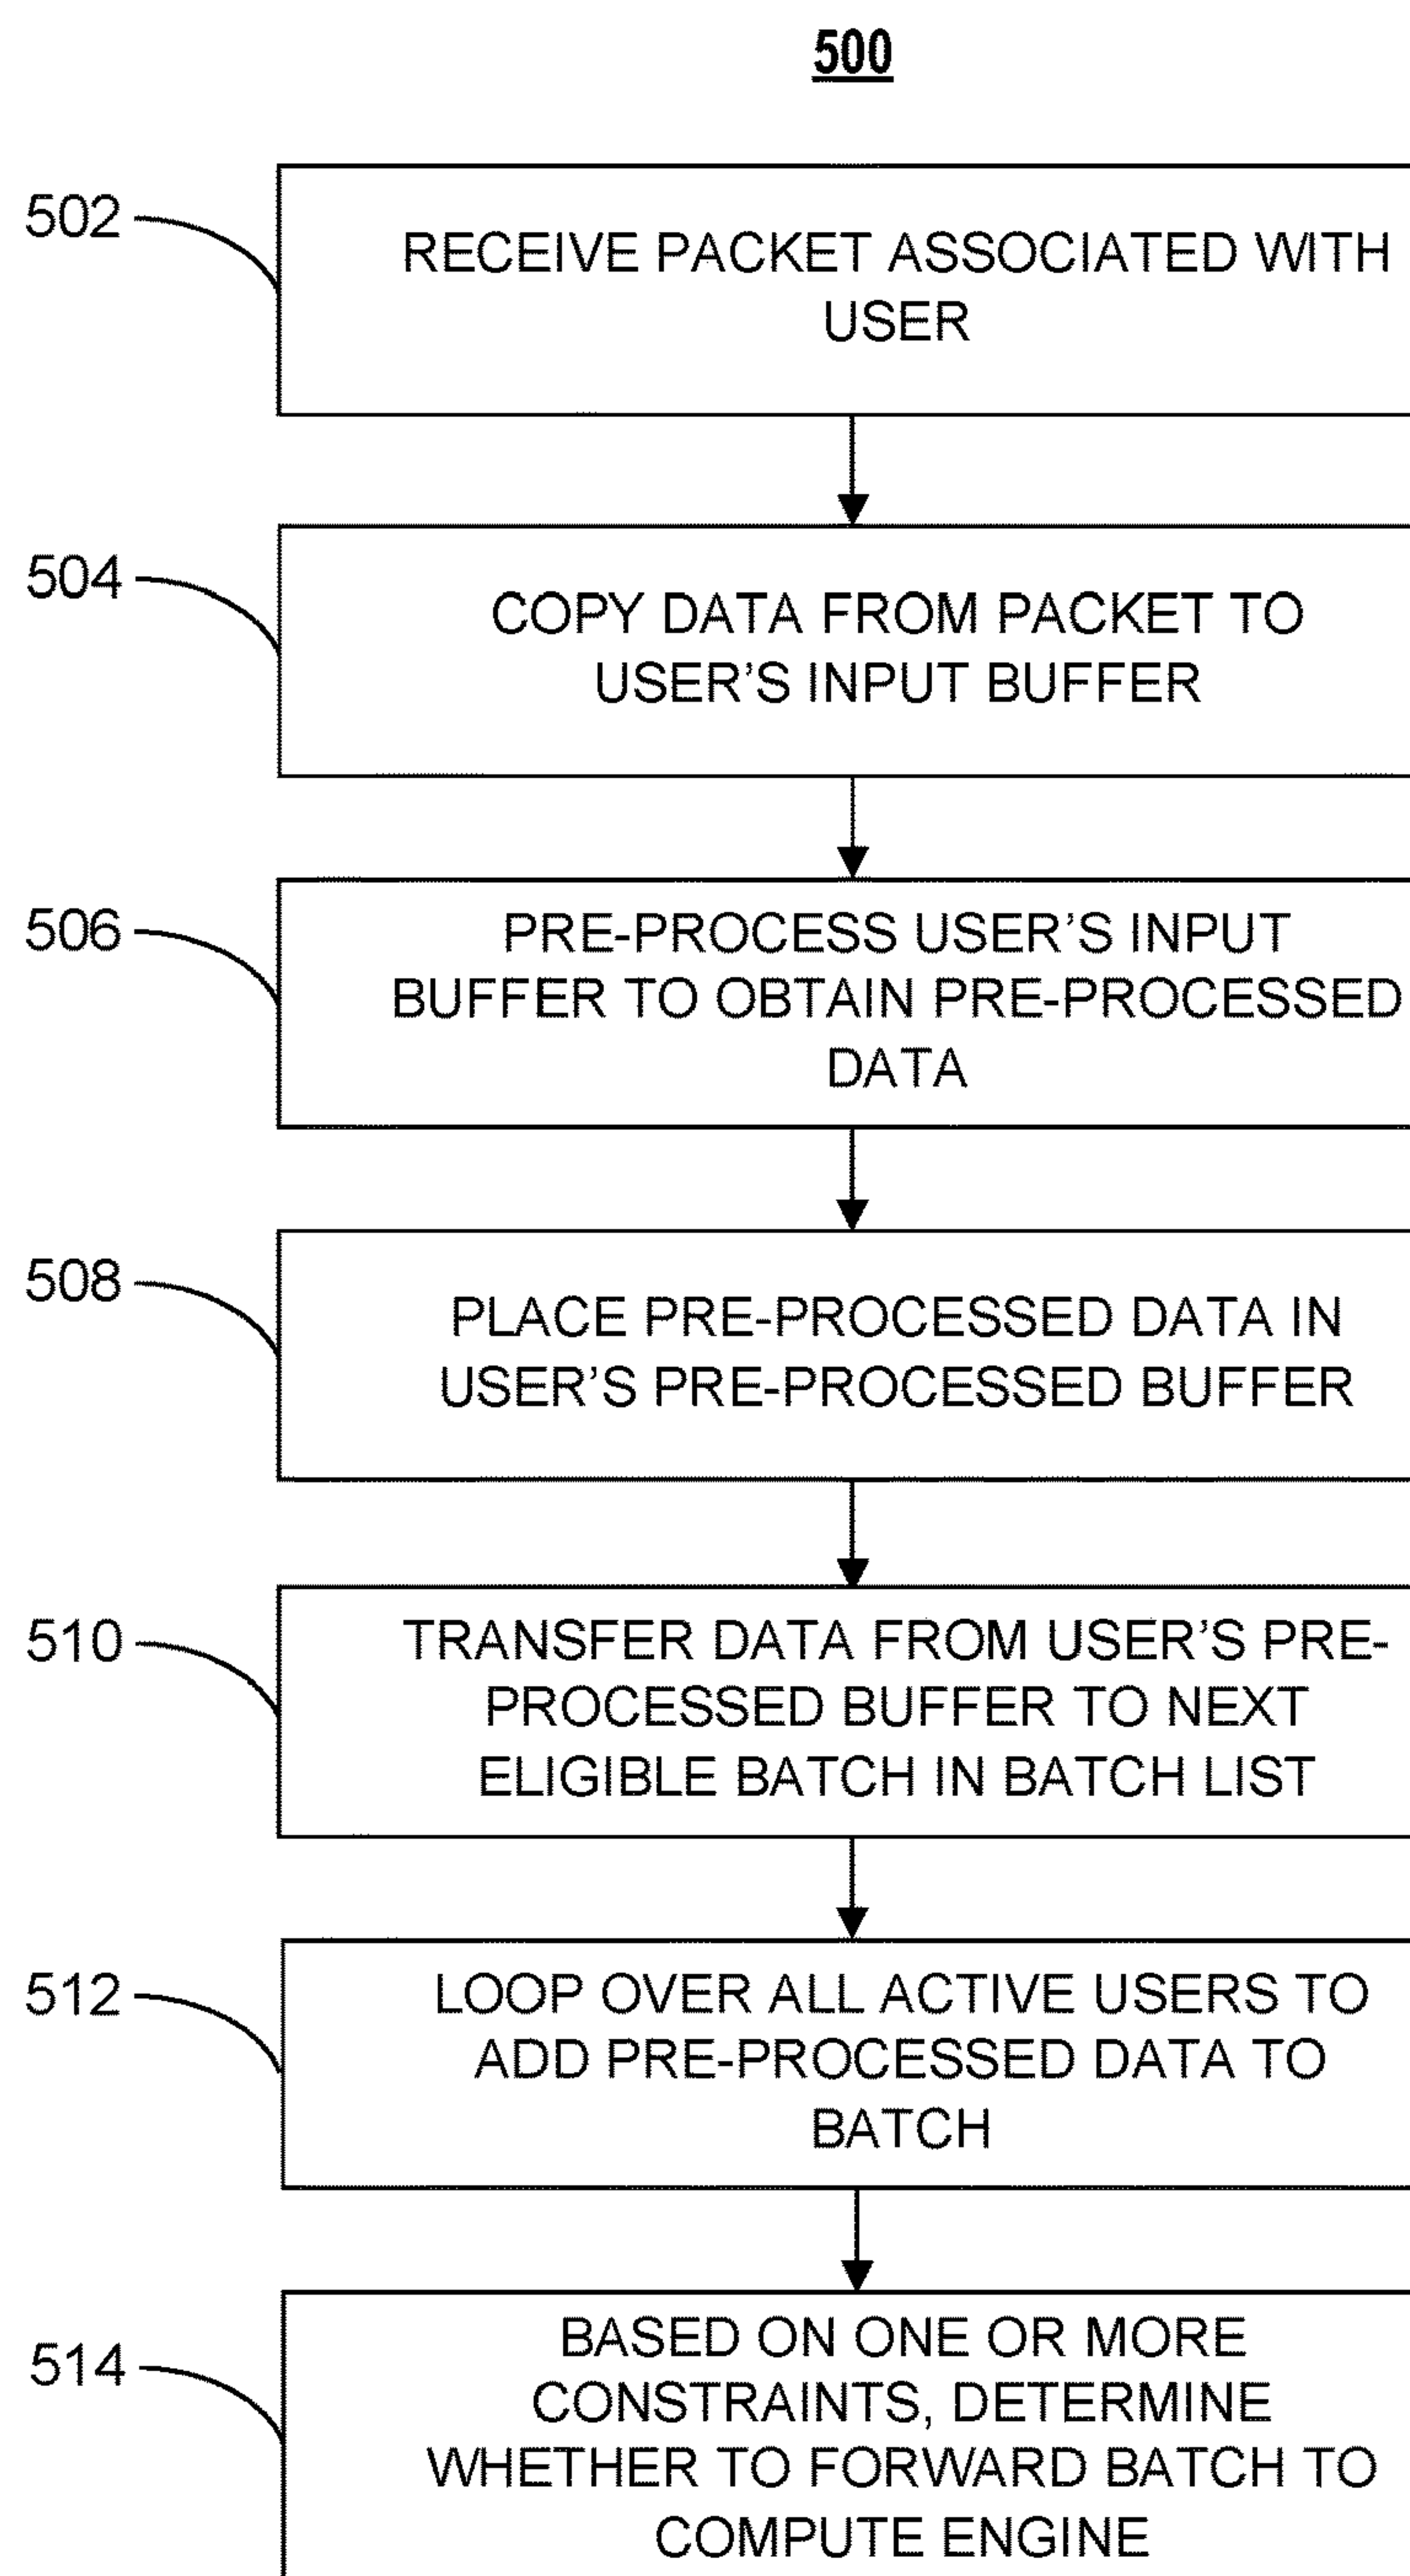 500
502
RECEIVE PACKET ASSOCIATED WITH
USER
504
COPY DATA FROM PACKET TO
USER'S INPUT BUFFER
506
PRE-PROCESS USER'S INPUT
BUFFER TO OBTAIN PRE-PROCESSED
DATA
508
PLACE PRE-PROCESSED DATA IN
USER'S PRE-PROCESSED BUFFER
510
TRANSFER DATA FROM USER'S PRE-
PROCESSED BUFFER TO NEXT
ELIGIBLE BATCH IN BATCH LIST
512
LOOP OVER ALL ACTIVE USERS TO
ADD PRE-PROCESSED DATA TO
BATCH
514
BASED ON ONE OR MORE
CONSTRAINTS, DETERMINE
WHETHER TO FORWARD BATCH TO
COMPUTE ENGINE